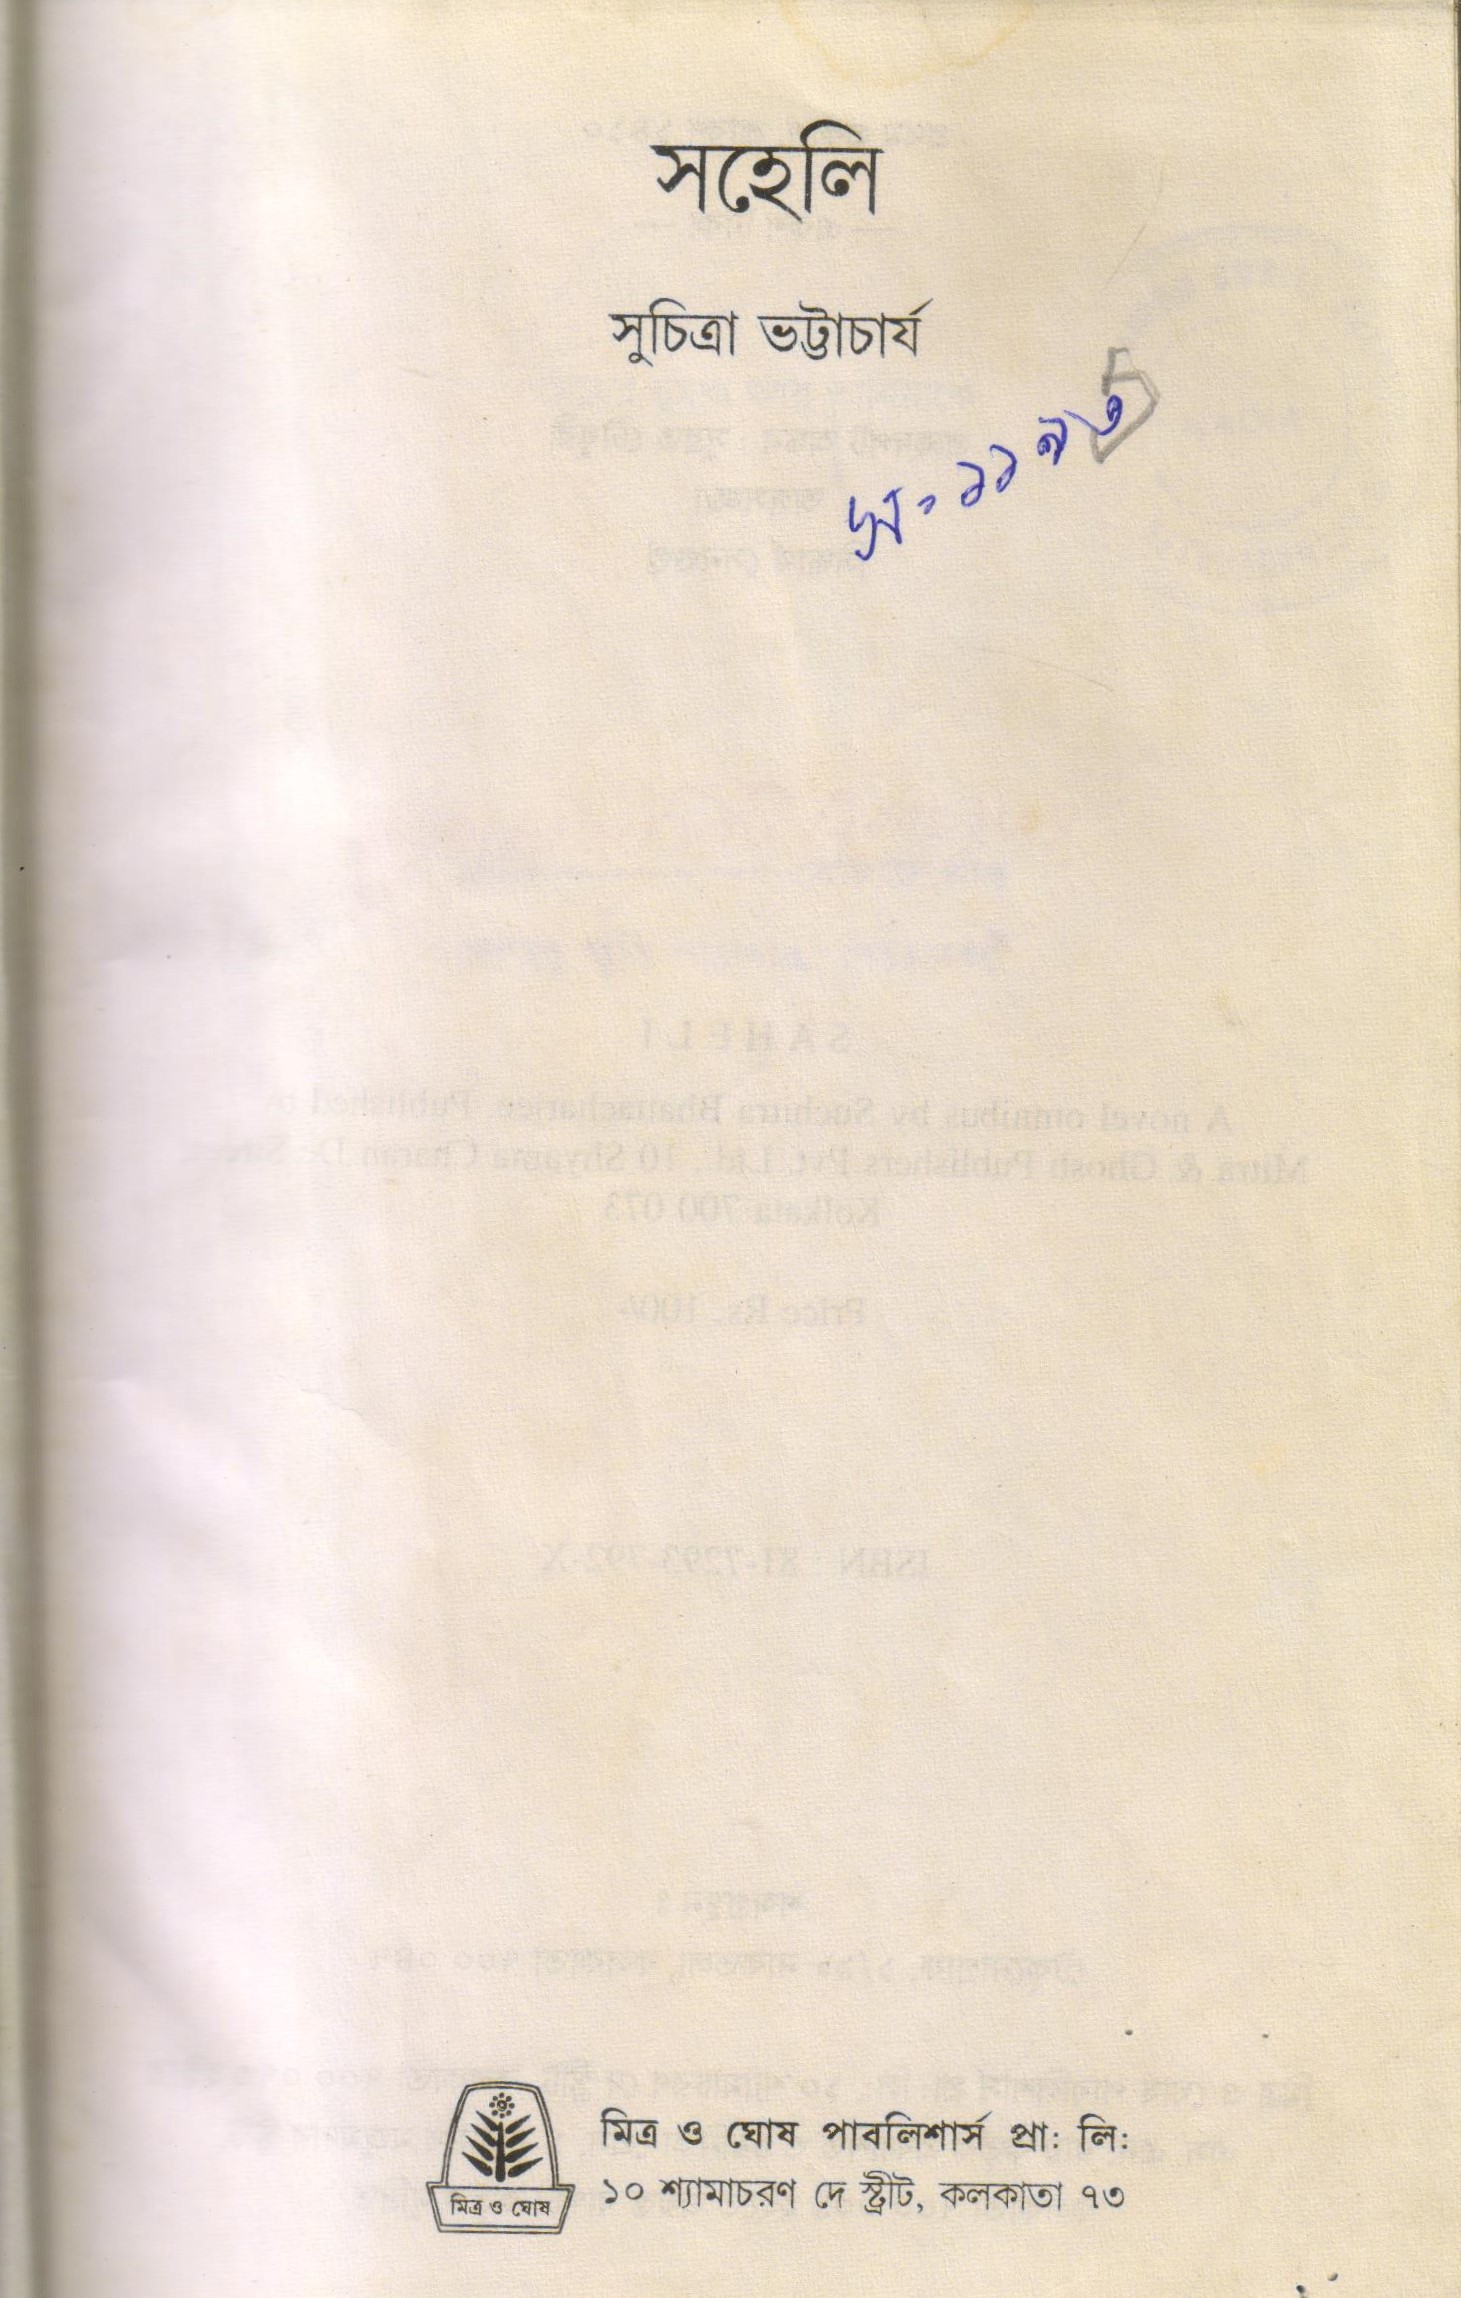 সহেলি
সুচিত্রা ভট্টাচার্য
মিত্র ও ঘোষ পাবলিশার্স প্রাঃ লিঃ
১০ শ্যামাচরণ দে স্ট্রীট, কলকাতা ৭৩
মিত্র ও ঘোষ